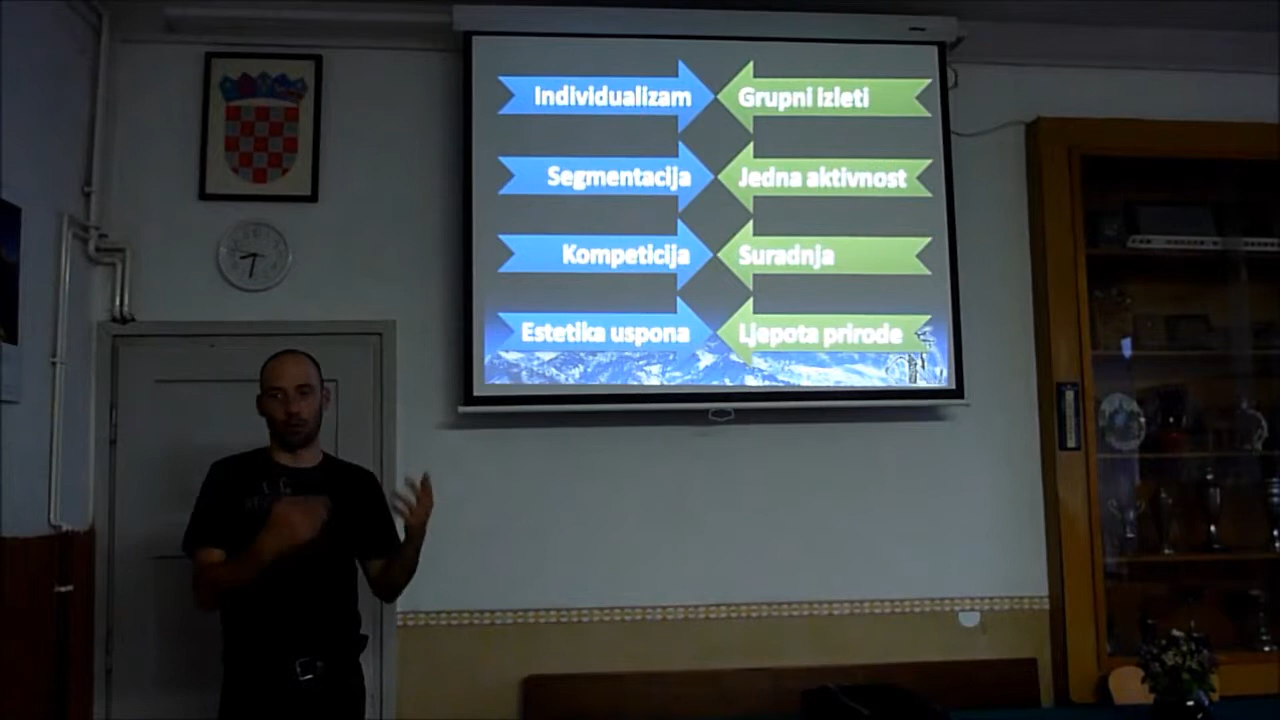 Individualizam Grupni izleti
Segmentacija Jedna aktivnost
Kompeticija Suradnja
Estetika uspona Ljepota prirode